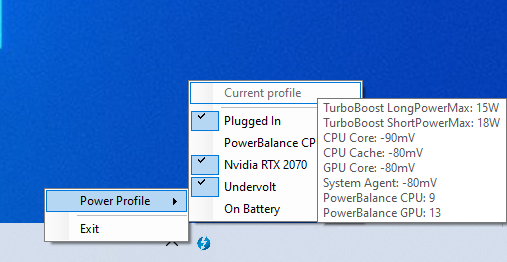 Current profile
Plugged In
PowerBalance CP
Nvidia RTX 2070
Undervolt
On Battery
TurboBoost LongPowerMax: 15W
TurboBoost ShortPowerMax: 18W
CPU Core: -90mV
CPU Cache: -80mV
GPU Core: -80mV
System Agent: -80mV
PowerBalance CPU: 9
PowerBalance GPU: 13
Power Profile
Exit